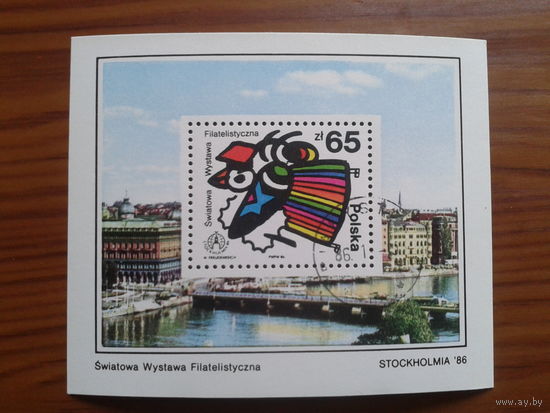 Światowa Wystawa Filatelistyczna
zł 65
Polska
Światowa Wystawa Filatelistyczna
STOCKHOLMIA '86
www.ay.by